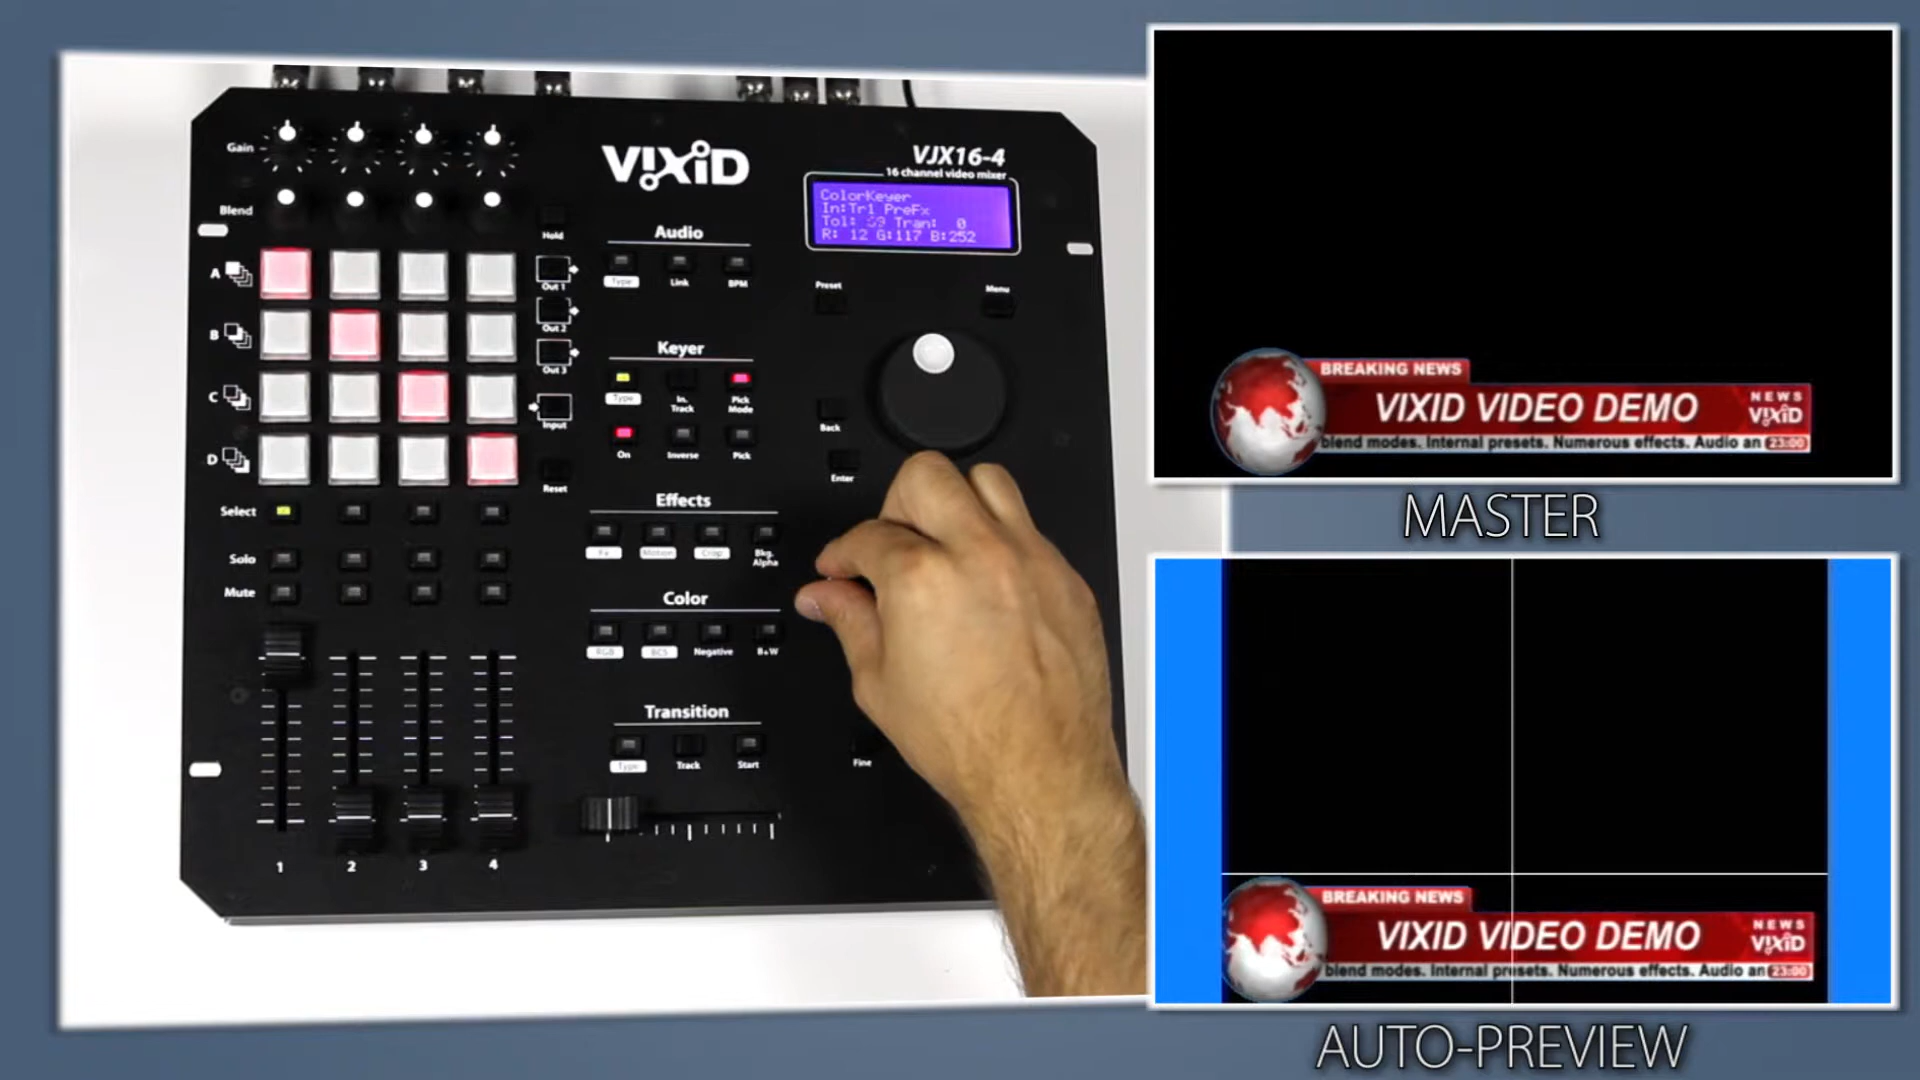 Gain
Blend
A
B
C
D
Select
Solo
Mute
1
2
3
4
Hold
Out 1
Out 2
Out 3
Input
Reset
ViXiD
VJX16-4
16 channel video mixer
ColorKeyer
In:Tr1 PreFx
Tol: 69 Tran: 0
R: 12 G:117 B:252
Audio
Type
Link
BPM
Keyer
Type
In. Track
Pick Mode
On
Inverse
Pick
Effects
Fx
Motion
Crop
Bkg. Alpha
Color
RGB
BCS
Negative
B&W
Transition
Type
Track
Start
Preset
Menu
Back
Enter
Fine
BREAKING NEWS
VIXID VIDEO DEMO
NEWS
ViXiD
blend modes. Internal presets. Numerous effects. Audio an
23:00
MASTER
BREAKING NEWS
VIXID VIDEO DEMO
NEWS
ViXiD
blend modes. Internal presets. Numerous effects. Audio an
23:00
AUTO-PREVIEW